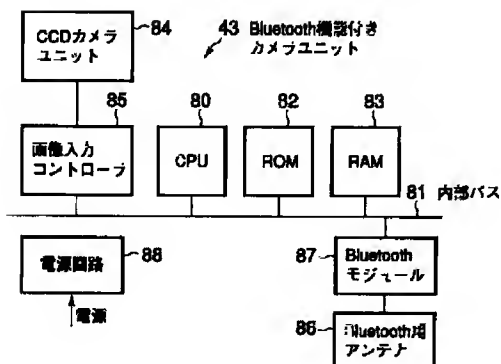 CCDカメラ
ユニット
84
43 Bluetooth機能付き
カメラユニット
85
画像入力
コントローラ
80
CPU
82
ROM
83
RAM
81 内部バス
電源回路
88
電源
87
Bluetooth
モジュール
86
Bluetooth用
アンテナ